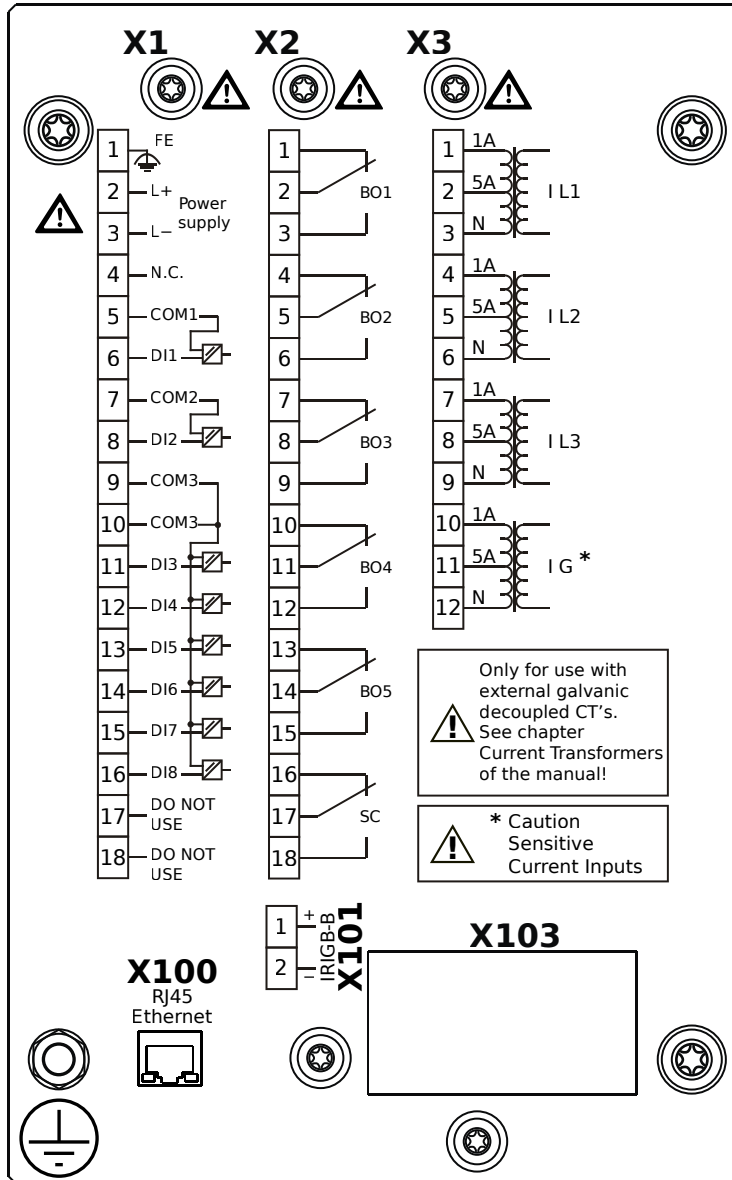 X1 X2 X3
1 FE
2 L+
Power
supply
3 L−
4 N.C.
5 COM1
6 DI1
7 COM2
8 DI2
9 COM3
10 COM3
11 DI3
12 DI4
13 DI5
14 DI6
15 DI7
16 DI8
17 DO NOT
USE
18 DO NOT
USE
1
2 BO1
3
4
5 BO2
6
7
8 BO3
9
10
11 BO4
12
13
14 BO5
15
16
17 SC
18
1 1A
2 5A I L1
3 N
4 1A
5 5A I L2
6 N
7 1A
8 5A I L3
9 N
10 1A
11 5A I G *
12 N
Only for use with
external galvanic
decoupled CT's.
See chapter
Current Transformers
of the manual!
* Caution
Sensitive
Current Inputs
1 +
2 −
IRIGB-B
X101
X103
X100
RJ45
Ethernet